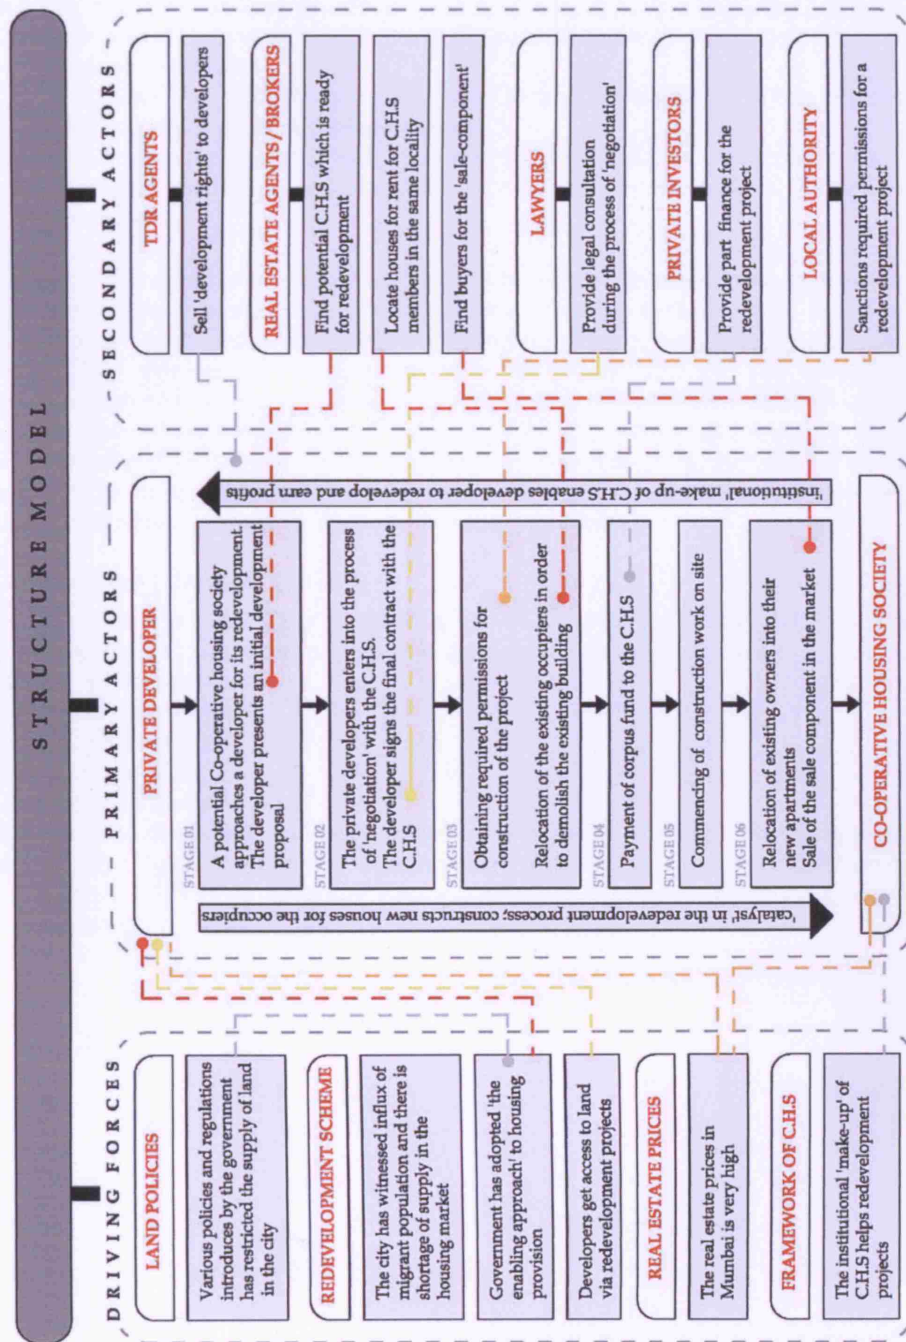 STRUCTURE MODEL
DRIVING FORCES
LAND POLICIES
Various policies and regulations
introduces by the government
has restricted the supply of land
in the city
REDEVELOPMENT SCHEME
The city has witnessed influx of
migrant population and there is
shortage of supply in the
housing market
Government has adopted 'the
enabling approach' to housing
provision
Developers get access to land
via redevelopment projects
REAL ESTATE PRICES
The real estate prices in
Mumbai is very high
FRAMEWORK OF C.H.S
The institutional 'make-up' of
C.H.S helps redevelopment
projects
PRIMARY ACTORS
PRIVATE DEVELOPER
'catalyst' in the redevelopment process; constructs new houses for the occupiers
STAGE 01
A potential Co-operative housing society
approaches a developer for its redevelopment.
The developer presents an initial development
proposal
STAGE 02
The private developers enters into the process
of 'negotiation' with the C.H.S.
The developer signs the final contract with the
C.H.S
STAGE 03
Obtaining required permissions for
construction of the project
Relocation of the existing occupiers in order
to demolish the existing building
STAGE 04
Payment of corpus fund to the C.H.S
STAGE 05
Commencing of construction work on site
STAGE 06
Relocation of existing owners into their
new apartments
Sale of the sale component in the market
'institutional' make-up of C.H.S enables developer to redevelop and earn profits
CO-OPERATIVE HOUSING SOCIETY
SECONDARY ACTORS
TDR AGENTS
Sell 'development rights' to developers
REAL ESTATE AGENTS/BROKERS
Find potential C.H.S which is ready
for redevelopment
Locate houses for rent for C.H.S
members in the same locality
Find buyers for the 'sale-component'
LAWYERS
Provide legal consultation
during the process of 'negotiation'
PRIVATE INVESTORS
Provide part finance for the
redevelopment project
LOCAL AUTHORITY
Sanctions required permissions for a
redevelopment project